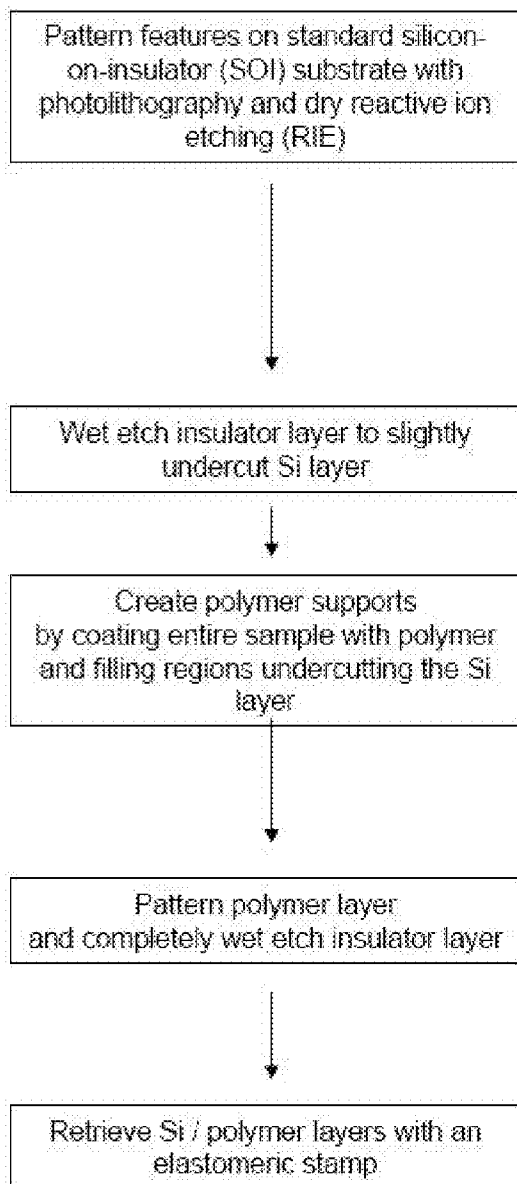 Pattern features on standard silicon-
on-insulator (SOI) substrate with
photolithography and dry reactive ion
etching (RIE)
Wet etch insulator layer to slightly
undercut Si layer
Create polymer supports
by coating entire sample with polymer
and filling regions undercutting the Si
layer
Pattern polymer layer
and completely wet etch insulator layer
Retrieve Si / polymer layers with an
elastomeric stamp